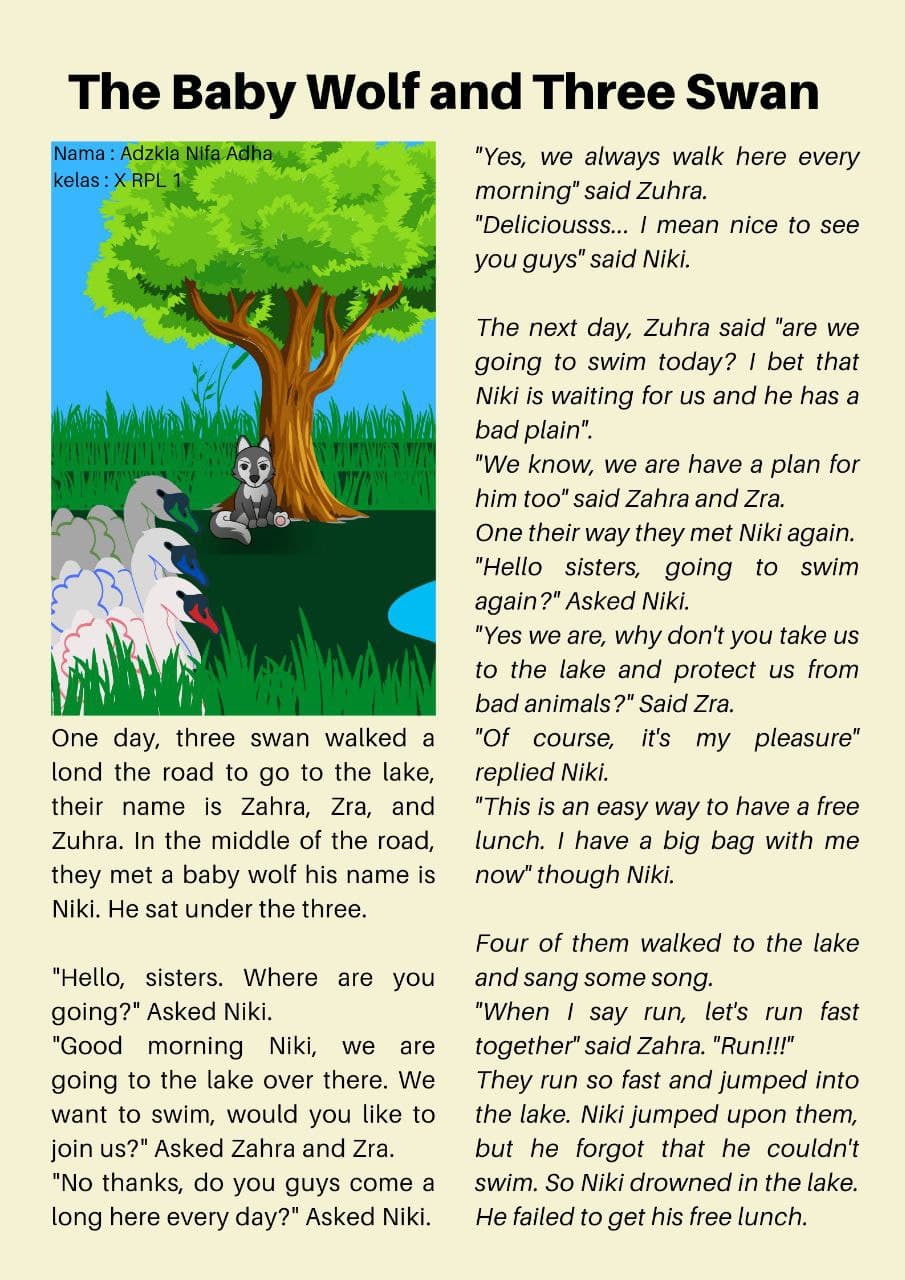 The Baby Wolf and Three Swan
Nama : Adzkia Nifa Adha
kelas : X RPL 1
One day, three swan walked a
lond the road to go to the lake,
their name is Zahra, Zra, and
Zuhra. In the middle of the road,
they met a baby wolf his name is
Niki. He sat under the three.
"Hello, sisters. Where are you
going?" Asked Niki.
"Good morning Niki, we are
going to the lake over there. We
want to swim, would you like to
join us?" Asked Zahra and Zra.
"No thanks, do you guys come a
long here every day?" Asked Niki.
"Yes, we always walk here every
morning" said Zuhra.
"Deliciousss... I mean nice to see
you guys" said Niki.
The next day, Zuhra said "are we
going to swim today? I bet that
Niki is waiting for us and he has a
bad plain".
"We know, we are have a plan for
him too" said Zahra and Zra.
One their way they met Niki again.
"Hello sisters, going to swim
again?" Asked Niki.
"Yes we are, why don't you take us
to the lake and protect us from
bad animals?" Said Zra.
"Of course, it's my pleasure"
replied Niki.
"This is an easy way to have a free
lunch. I have a big bag with me
now" though Niki.
Four of them walked to the lake
and sang some song.
"When I say run, let's run fast
together" said Zahra. "Run!!!"
They run so fast and jumped into
the lake. Niki jumped upon them,
but he forgot that he couldn't
swim. So Niki drowned in the lake.
He failed to get his free lunch.